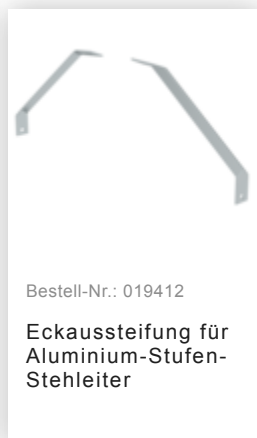 Bestell-Nr.: 019412
Eckaussteifung für
Aluminium-Stufen-
Stehleiter